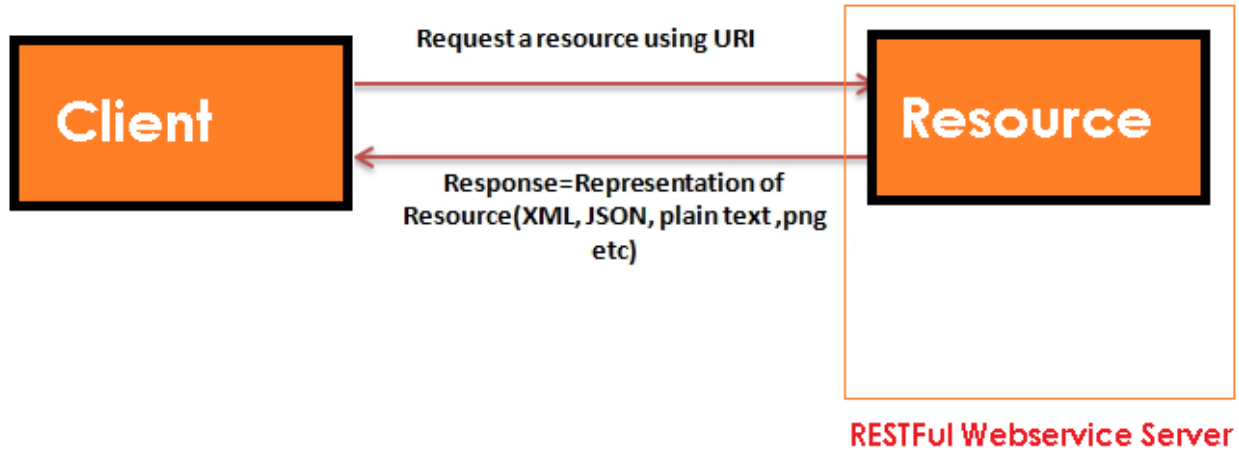 Request a resource using URI
Client
Resource
Response=Representation of
Resource(XML, JSON, plain text ,png
etc)
RESTFul Webservice Server